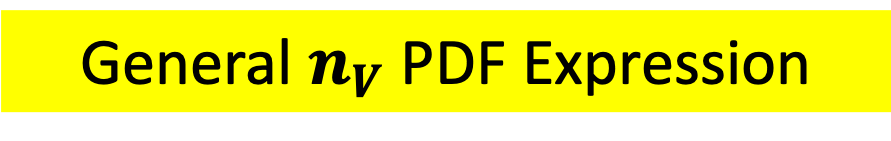 General n_V PDF Expression